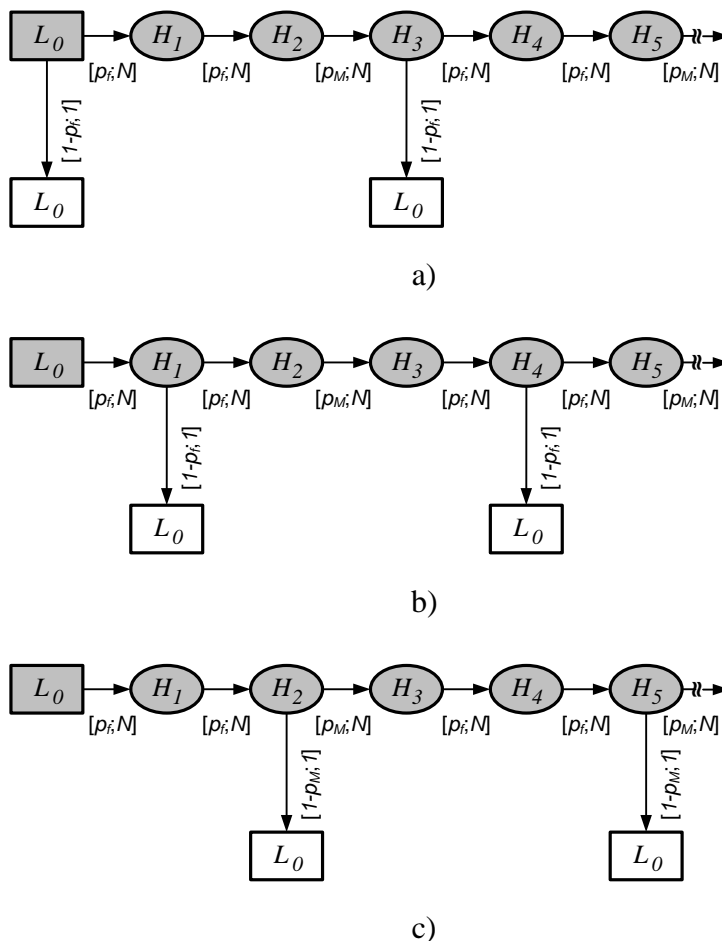 L0 H1 H2 H3 H4 H5
[pf;N] [pf;N] [pM;N] [pf;N] [pf;N] [pM;N]
[1-pf;1] [1-pf;1]
L0 L0
a)
L0 H1 H2 H3 H4 H5
[pf;N] [pf;N] [pM;N] [pf;N] [pf;N] [pM;N]
[1-pf;1] [1-pf;1]
L0 L0
b)
L0 H1 H2 H3 H4 H5
[pf;N] [pf;N] [pM;N] [pf;N] [pf;N] [pM;N]
[1-pM;1] [1-pM;1]
L0 L0
c)